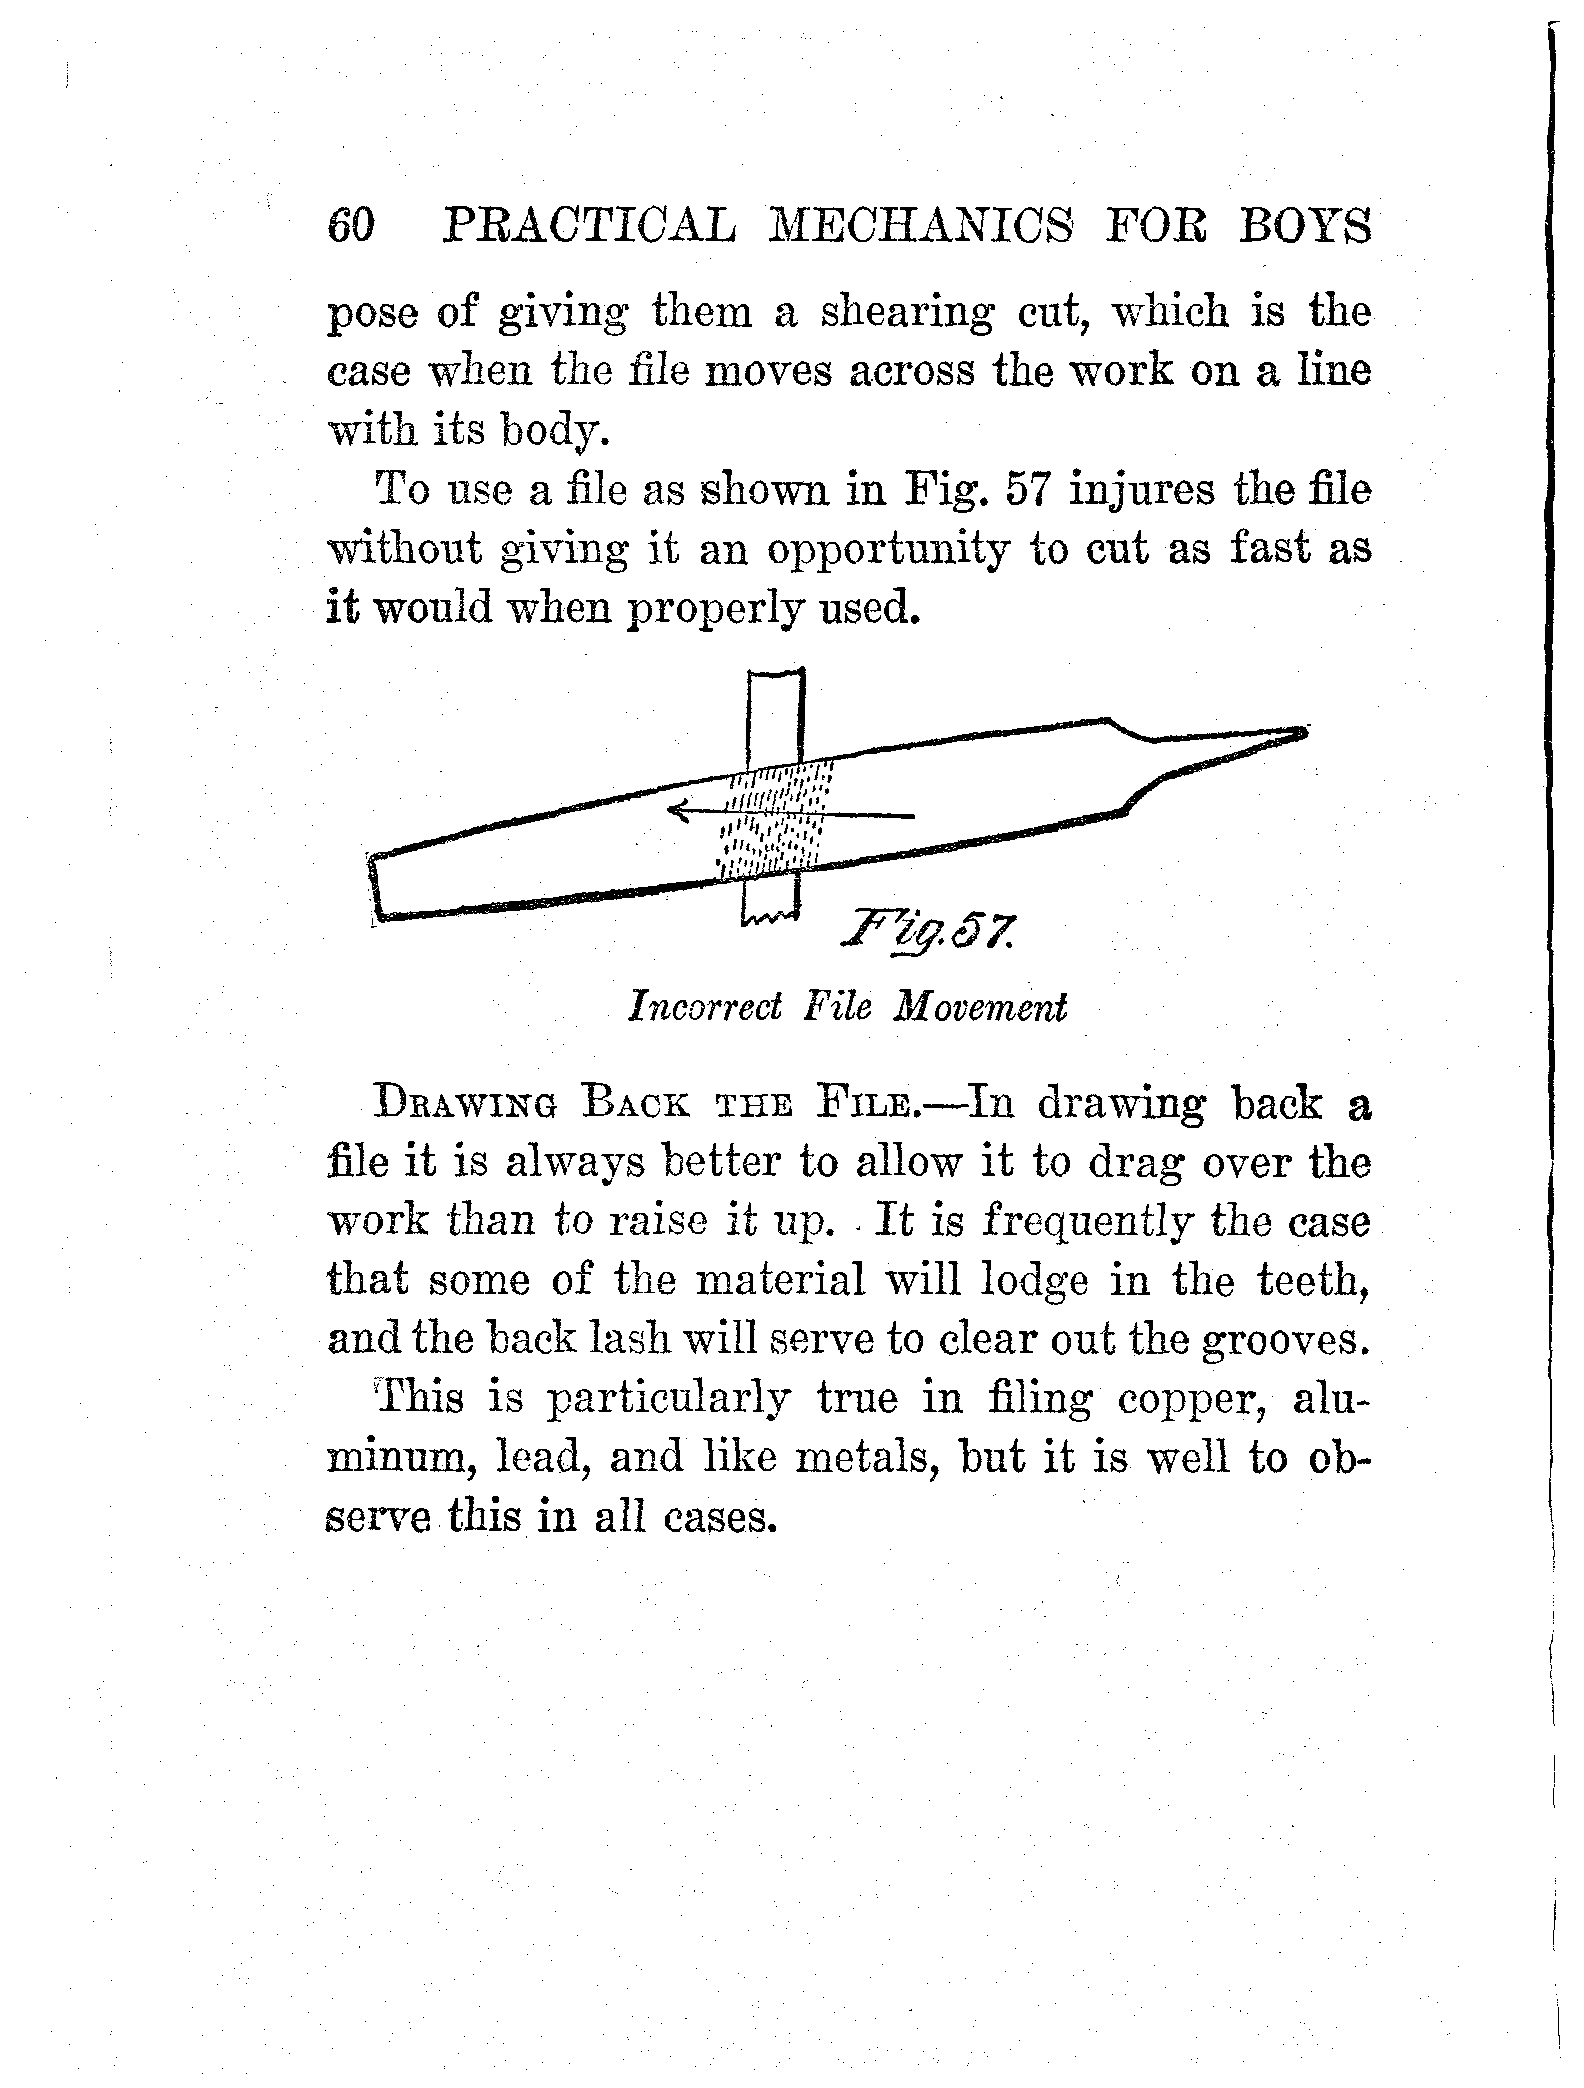 60 PRACTICAL MECHANICS FOR BOYS
pose of giving them a shearing cut, which is the
case when the file moves across the work on a line
with its body.
To use a file as shown in Fig. 57 injures the file
without giving it an opportunity to cut as fast as
it would when properly used.
Fig. 57.
Incorrect File Movement
DRAWING BACK THE FILE.—In drawing back a
file it is always better to allow it to drag over the
work than to raise it up. It is frequently the case
that some of the material will lodge in the teeth,
and the back lash will serve to clear out the grooves.
This is particularly true in filing copper, alu-
minum, lead, and like metals, but it is well to ob-
serve this in all cases.